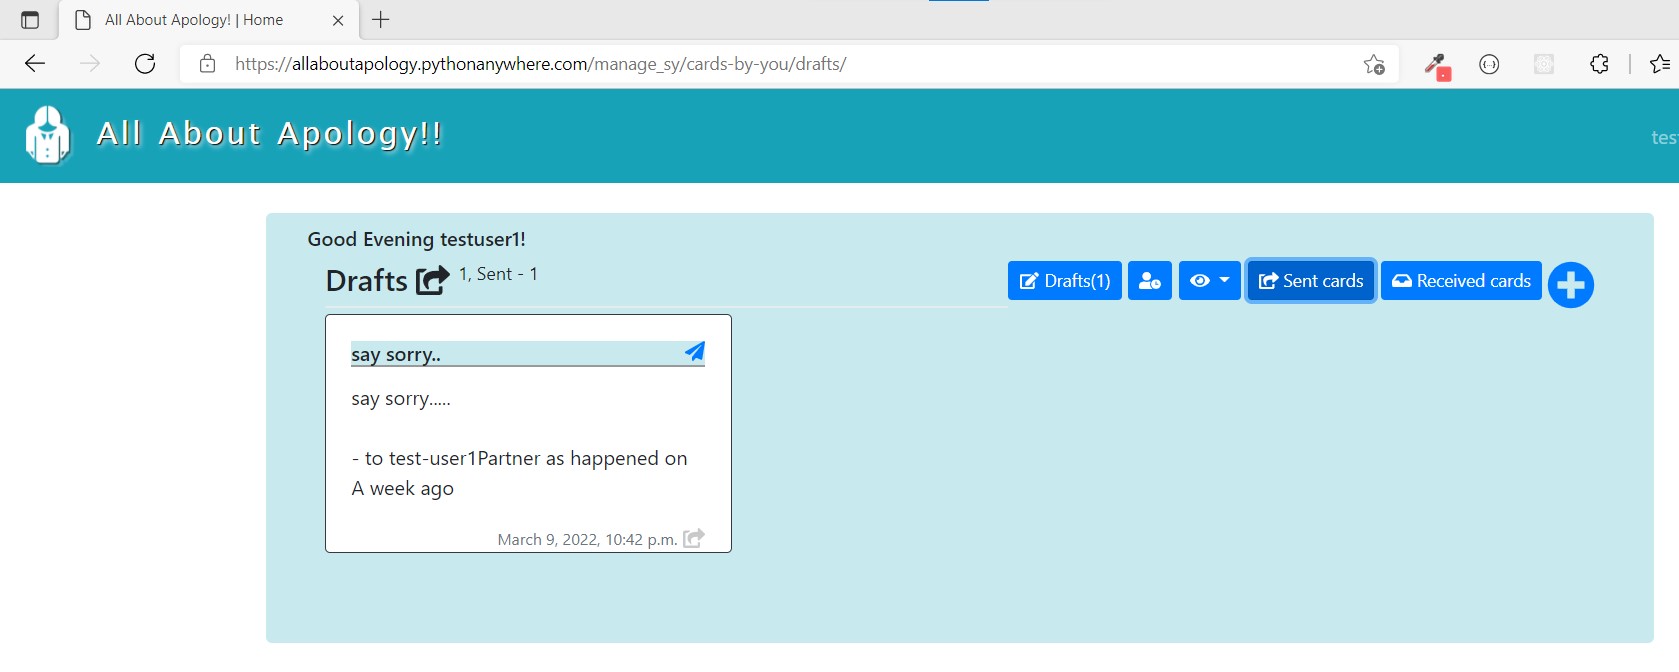 All About Apology! | Home
https://allaboutapology.pythonanywhere.com/manage_sy/cards-by-you/drafts/
All About Apology!!
Good Evening testuser1!
Drafts 1, Sent - 1
Drafts(1) Sent cards Received cards
say sorry..
say sorry.....
- to test-user1Partner as happened on
A week ago
March 9, 2022, 10:42 p.m.